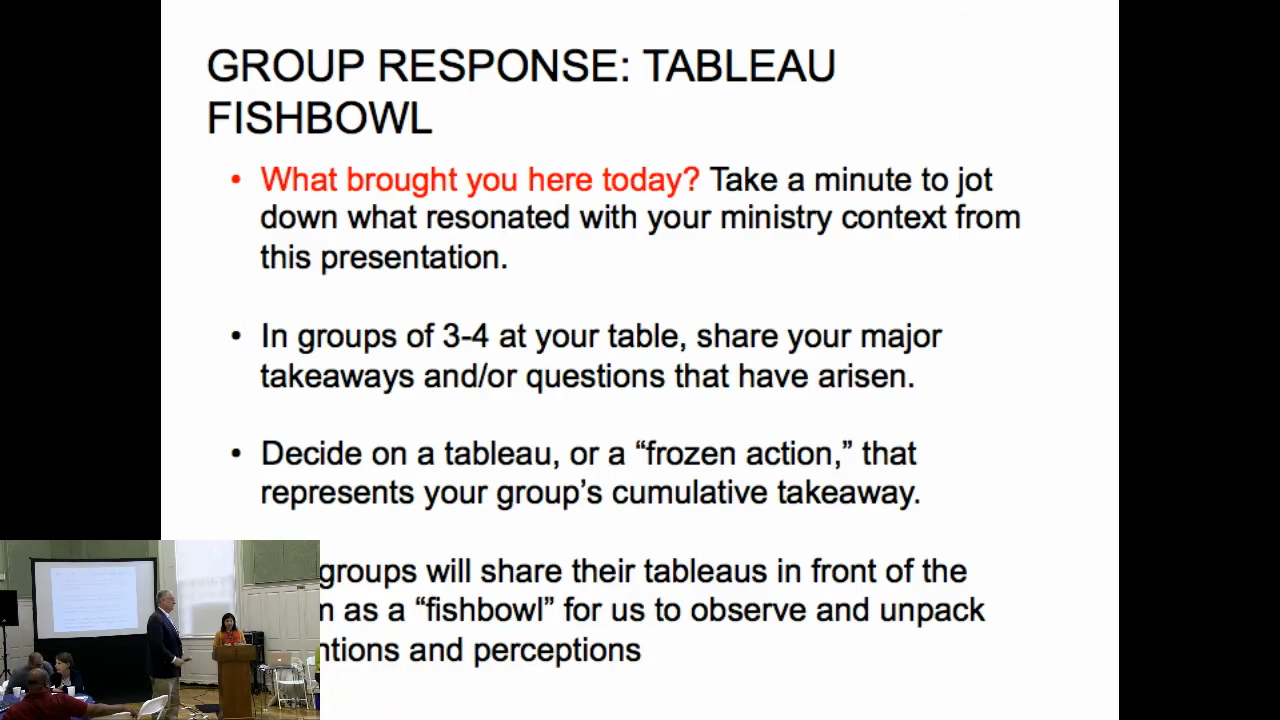 GROUP RESPONSE: TABLEAU
FISHBOWL
• What brought you here today? Take a minute to jot
down what resonated with your ministry context from
this presentation.
• In groups of 3-4 at your table, share your major
takeaways and/or questions that have arisen.
• Decide on a tableau, or a “frozen action,” that
represents your group’s cumulative takeaway.
groups will share their tableaus in front of the
as a “fishbowl” for us to observe and unpack
and perceptions